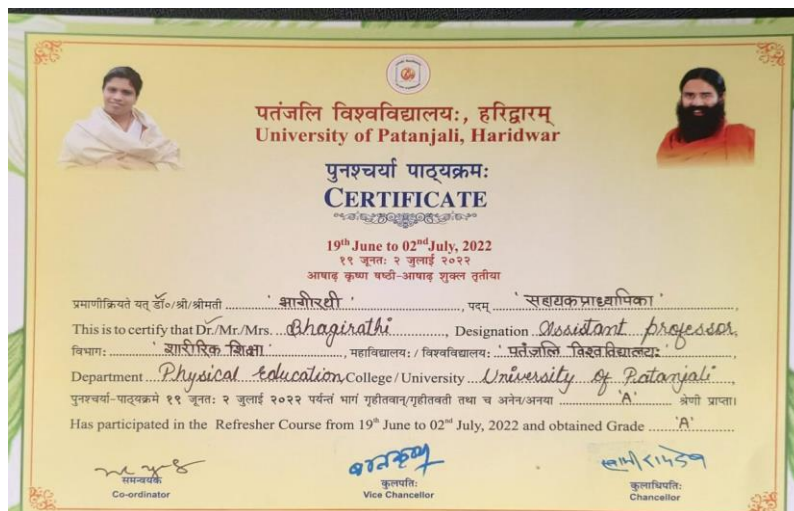 पतंजलि विश्वविद्यालय:, हरिद्वारम्
University of Patanjali, Haridwar
पुनश्चर्या पाठ्यक्रम:
CERTIFICATE
19th June to 02nd July, 2022
१९ जूनत: २ जुलाई २०२२
आषाढ़ कृष्ण षष्ठी-आषाढ़ शुक्ल तृतीया
प्रमाणीक्रियते यत् डॉ०/श्री/श्रीमती 'भागीरथी', पदम् 'सहायक प्राध्यापिका',
This is to certify that Dr./Mr./Mrs. Bhagirathi, Designation Assistant professor,
विभाग: 'शारीरिक शिक्षा', महाविद्यालय: / विश्वविद्यालय: 'पतंजलि विश्वविद्यालय:',
Department Physical Education, College / University University of Patanjali,
पुनश्चर्या-पाठ्यक्रमे १९ जूनत: २ जुलाई २०२२ पर्यन्तं भागं गृहीतवान्/गृहीतवती तथा च अनेन/अनया 'A' श्रेणी प्राप्ता।
Has participated in the Refresher Course from 19th June to 02nd July, 2022 and obtained Grade 'A'
समन्वयक
Co-ordinator
बालकृष्ण
कुलपति:
Vice Chancellor
स्वामी रामदेव
कुलाधिपति:
Chancellor